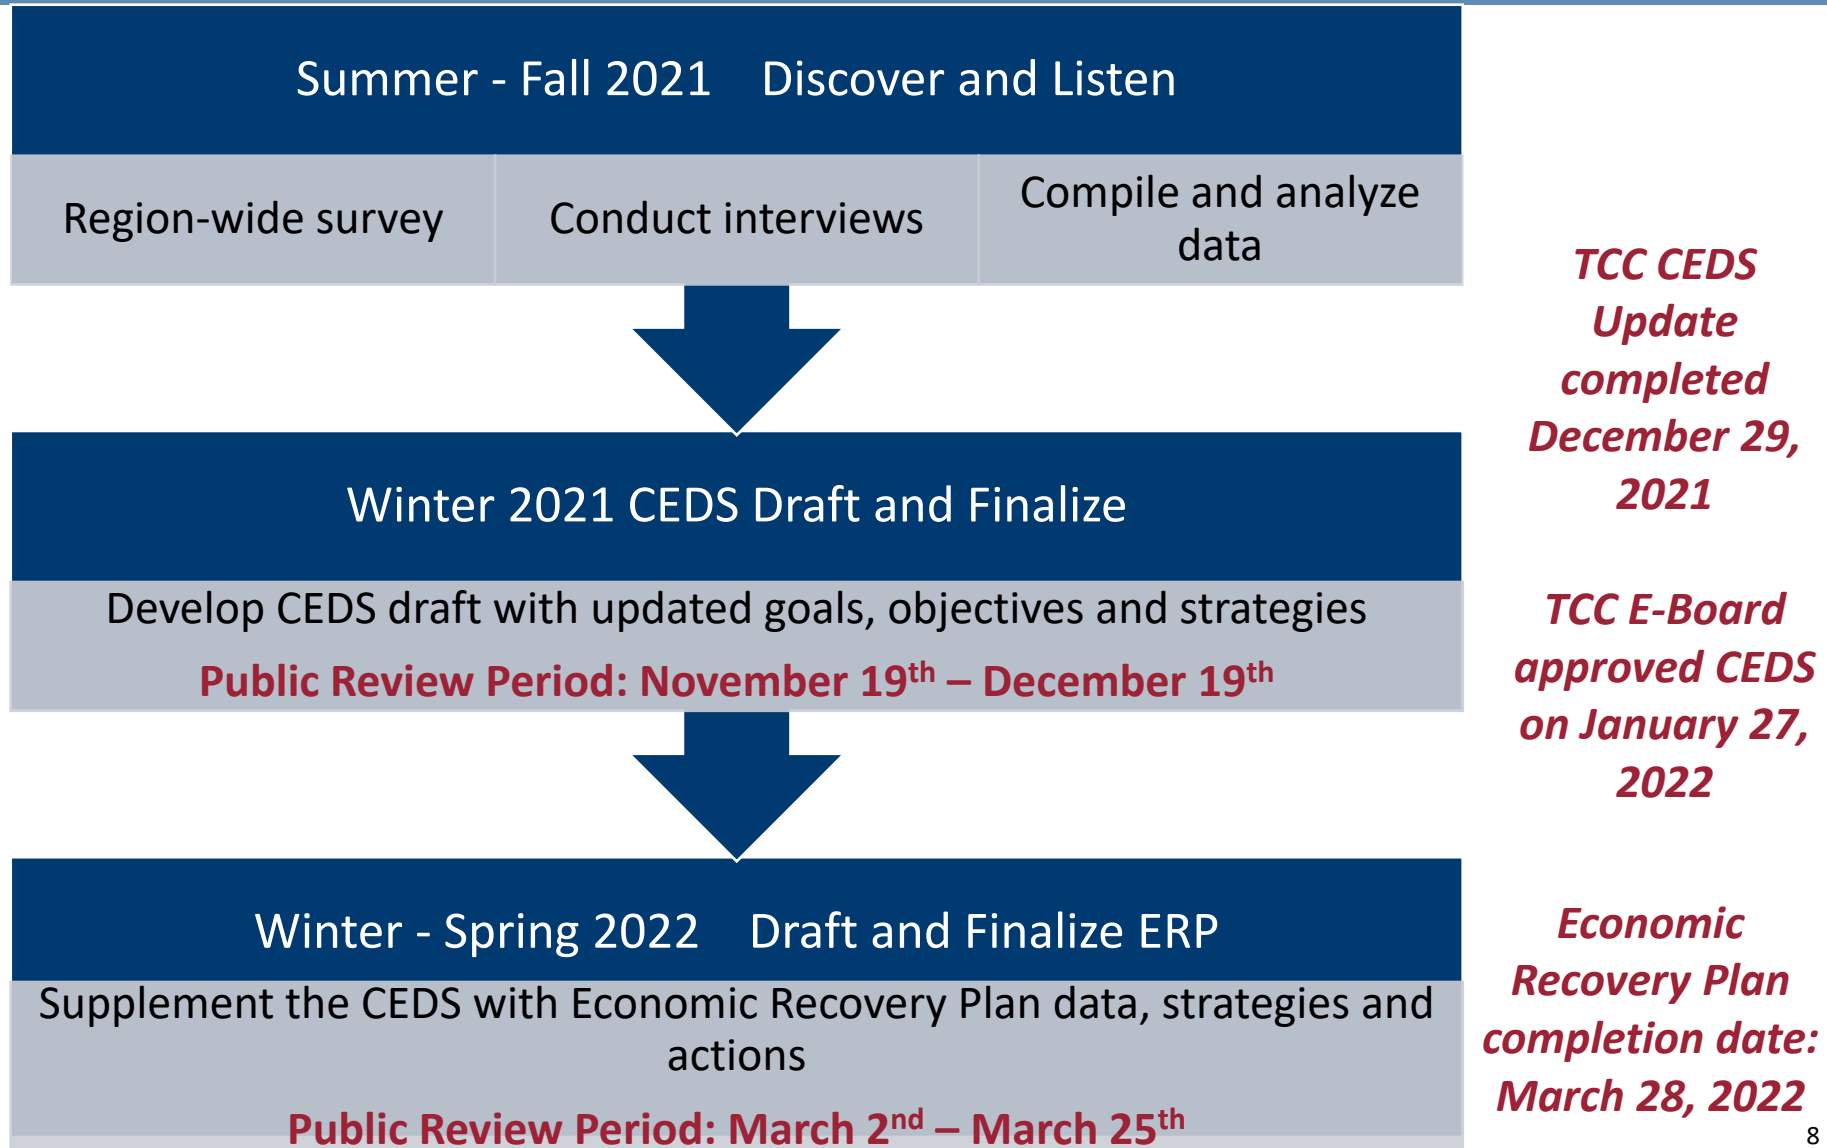 Summer - Fall 2021 Discover and Listen
Region-wide survey
Conduct interviews
Compile and analyze
data
Winter 2021 CEDS Draft and Finalize
Develop CEDS draft with updated goals, objectives and strategies
Public Review Period: November 19th – December 19th
Winter - Spring 2022 Draft and Finalize ERP
Supplement the CEDS with Economic Recovery Plan data, strategies and
actions
Public Review Period: March 2nd – March 25th
TCC CEDS
Update
completed
December 29,
2021
TCC E-Board
approved CEDS
on January 27,
2022
Economic
Recovery Plan
completion date:
March 28, 2022
8